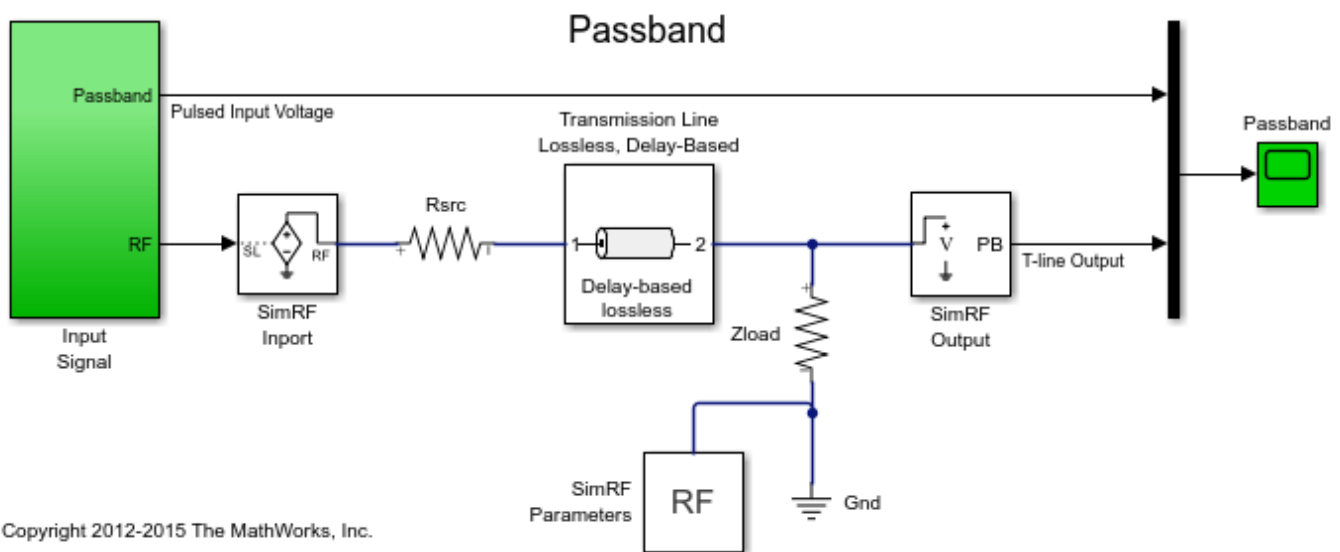 Passband
Passband
Pulsed Input Voltage
Transmission Line
Lossless, Delay-Based
Passband
Rsrc
RF
SL
RF
1
2
V
PB
T-line Output
Delay-based
lossless
SimRF
Inport
SimRF
Output
Input
Signal
Zload
SimRF
Parameters
RF
Gnd
Copyright 2012-2015 The MathWorks, Inc.